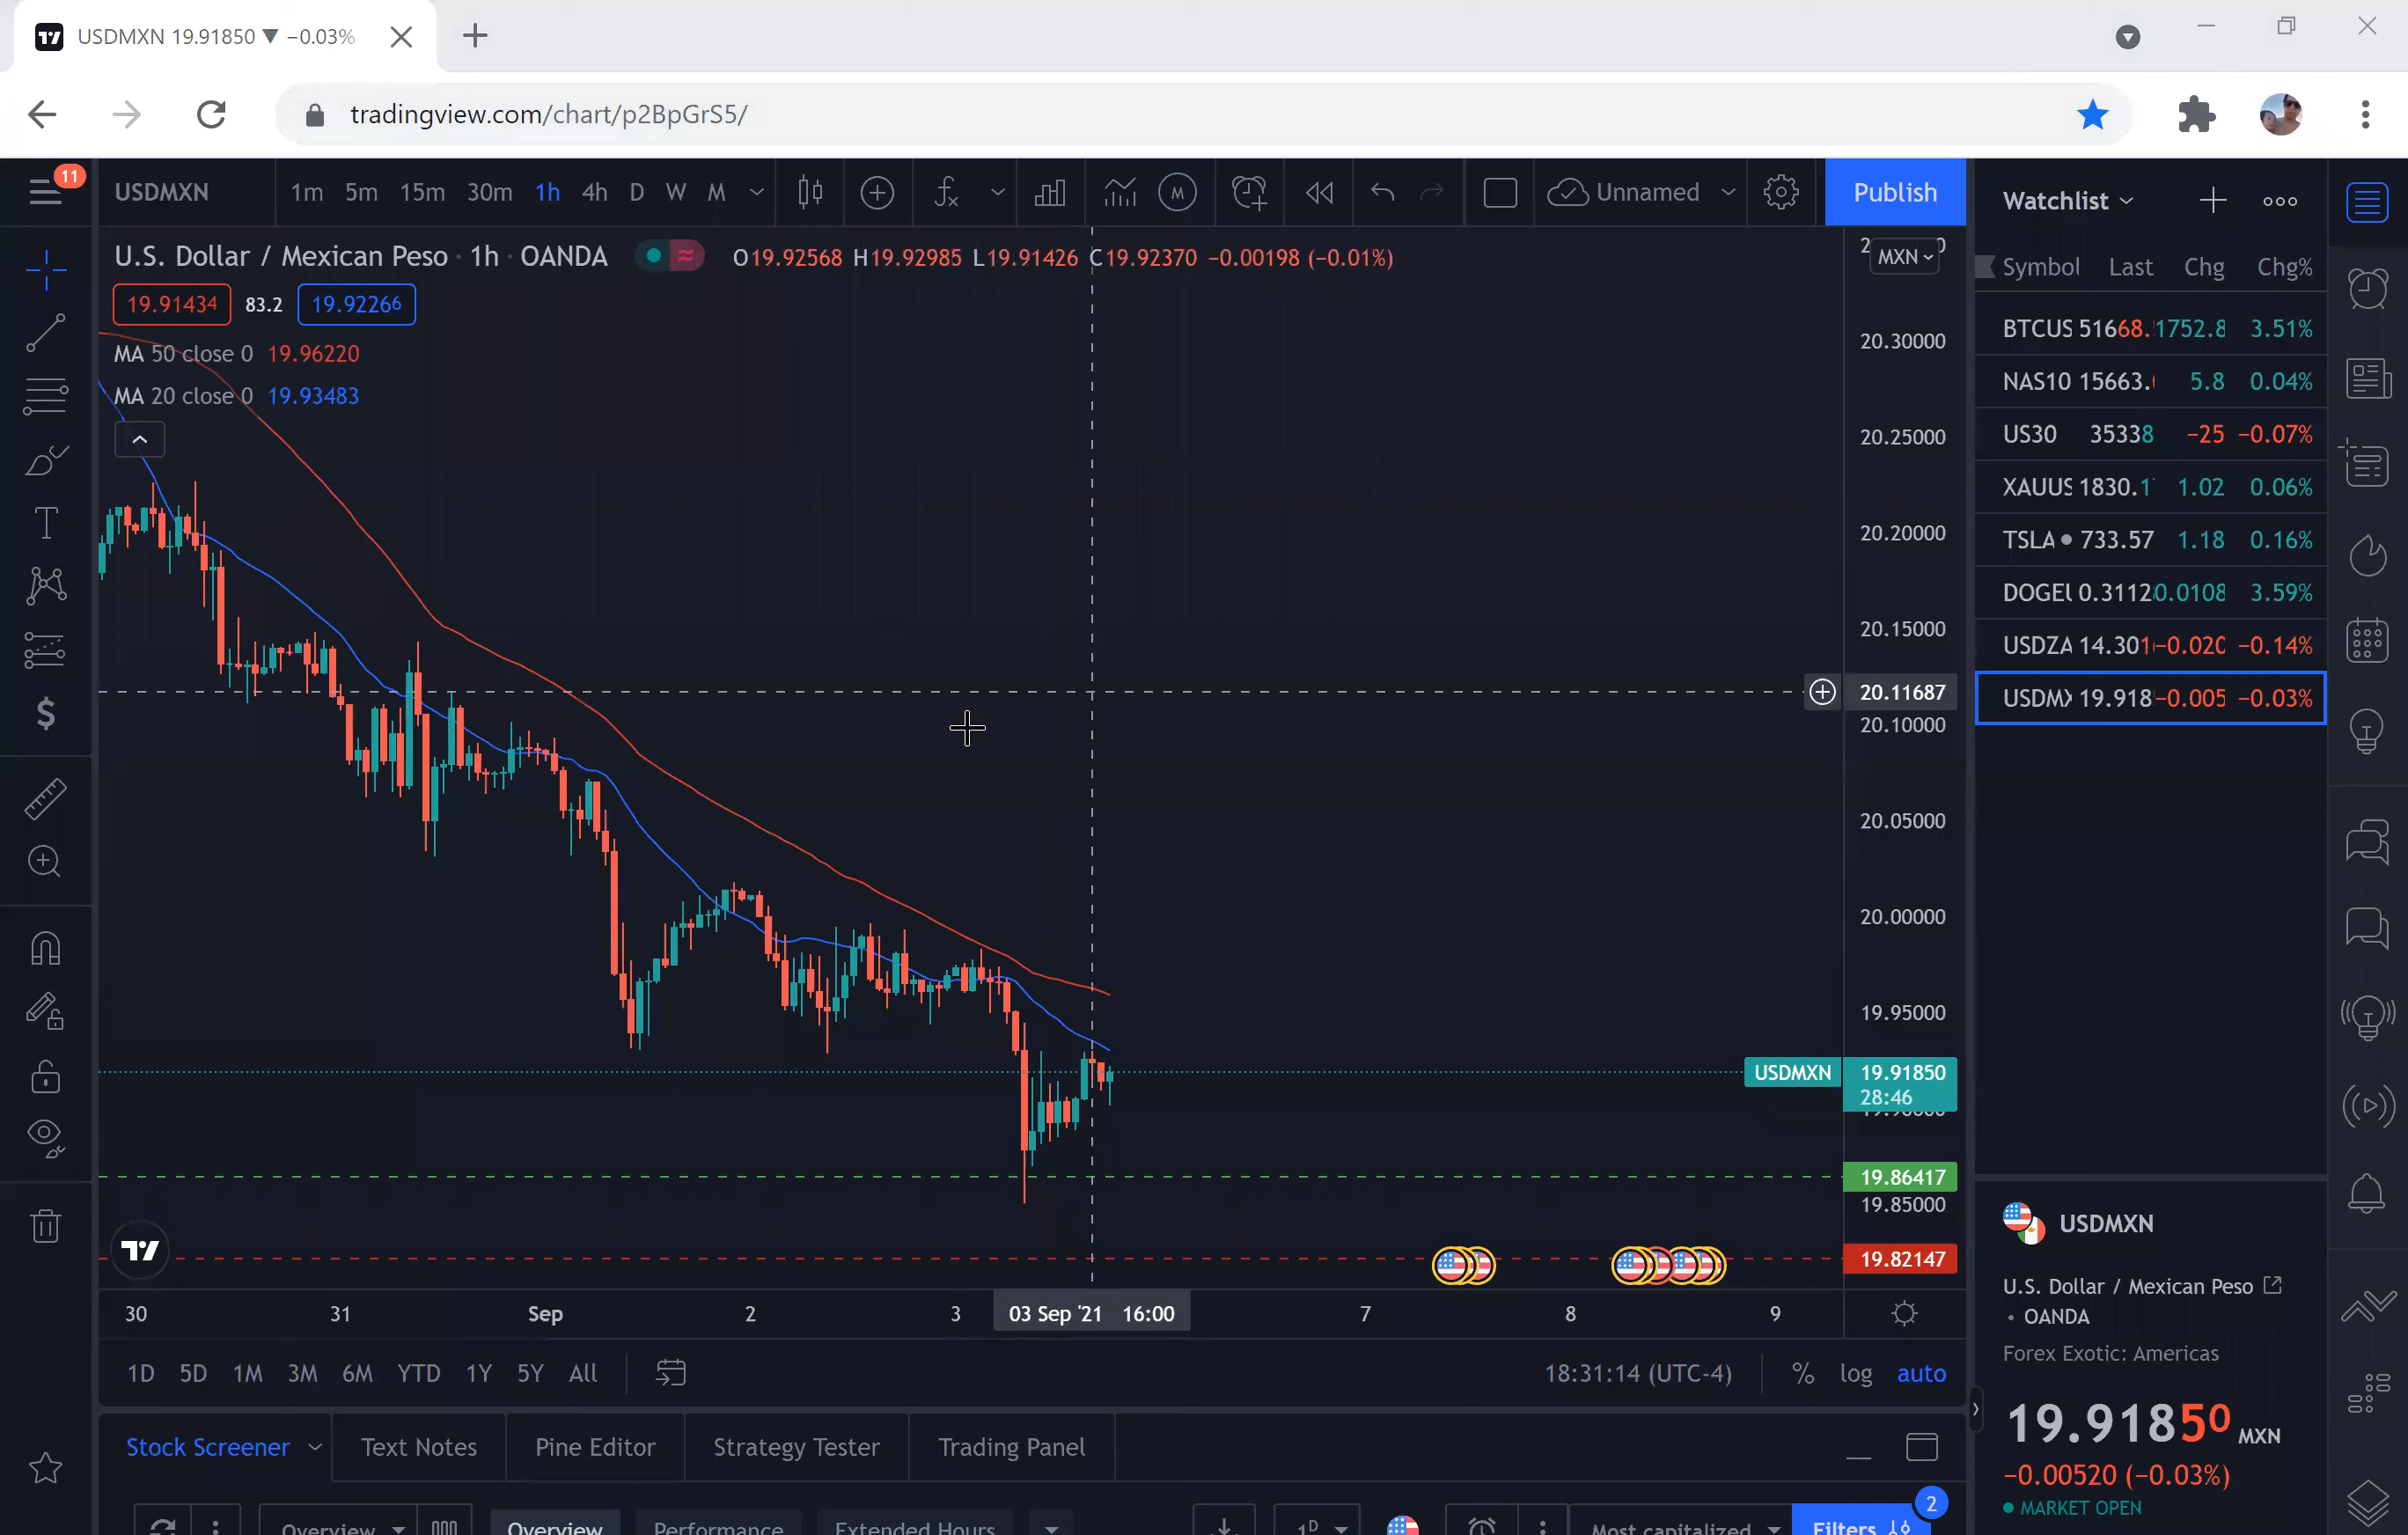 USDMXN 19.91850 ▼ −0.03%
tradingview.com/chart/p2BpGrS5/
11
USDMXN 1m 5m 15m 30m 1h 4h D W M
Unnamed
Publish
U.S. Dollar / Mexican Peso · 1h · OANDA
O19.92568 H19.92985 L19.91426 C19.92370 −0.00198 (−0.01%)
19.91434 83.2 19.92266
MA 50 close 0 19.96220
MA 20 close 0 19.93483
MXN
20.30000
20.25000
20.20000
20.15000
20.11687
20.10000
20.05000
20.00000
19.95000
USDMXN 19.91850
28:46
19.86417
19.85000
19.82147
30 31 Sep 2 3 03 Sep '21 16:00 7 8 9
1D 5D 1M 3M 6M YTD 1Y 5Y All
18:31:14 (UTC-4) % log auto
Stock Screener Text Notes Pine Editor Strategy Tester Trading Panel
Overview Overview Performance Extended Hours 1D Most capitalized Filters 2
Watchlist
Symbol Last Chg Chg%
BTCUS 51668. 1752.8 3.51%
NAS10 15663. 5.8 0.04%
US30 35338 −25 −0.07%
XAUUS 1830.1 1.02 0.06%
TSLA 733.57 1.18 0.16%
DOGEU 0.3112 0.0108 3.59%
USDZA 14.301 −0.020 −0.14%
USDMX 19.918 −0.005 −0.03%
USDMXN
U.S. Dollar / Mexican Peso
• OANDA
Forex Exotic: Americas
19.91850 MXN
−0.00520 (−0.03%)
MARKET OPEN